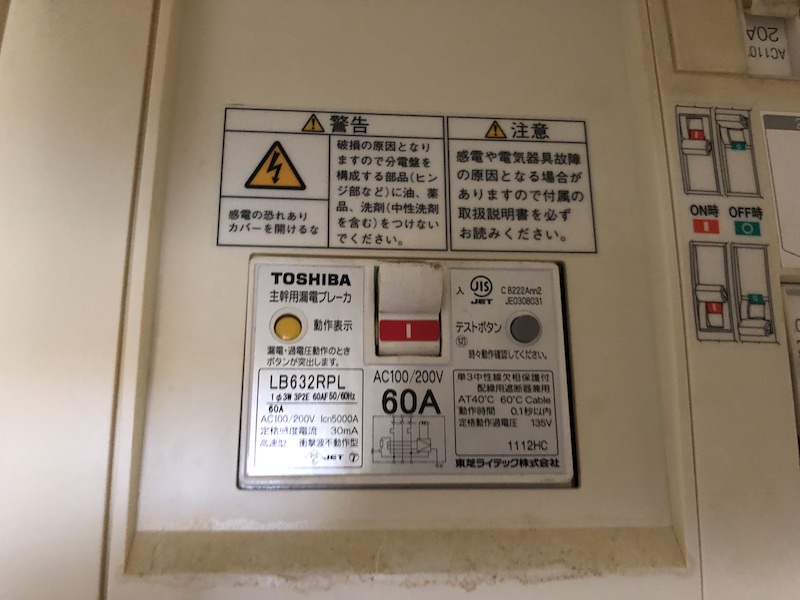 警告
感電の恐れあり
カバーを開けるな
破損の原因となり
ますので分電盤を
構成する部品(ヒン
ジ部など)に油、薬
品、洗剤(中性洗剤
を含む)をつけない
でください。
注意
感電や電気器具故障
の原因となる場合が
ありますので付属の
取扱説明書を必ず
お読みください。
TOSHIBA
主幹用漏電ブレーカ
動作表示
漏電・過電圧動作のとき
ボタンが突出します。
LB632RPL
1φ3W 3P2E 60AF 50/60Hz
60A
AC100/200V Icn5000A
定格感度電流 30mA
高速型 衝撃波不動作型
JET
AC100/200V
60A
入
JIS
JET
C 8222Ann2
JE0308031
テストボタン
切
時々動作確認してください。
単3中性線欠相保護付
配線用遮断器兼用
AT40℃ 60℃ Cable
動作時間 0.1秒以内
定格動作過電圧 135V
1112HC
東芝ライテック株式会社
AC110
20A
ON時 OFF時